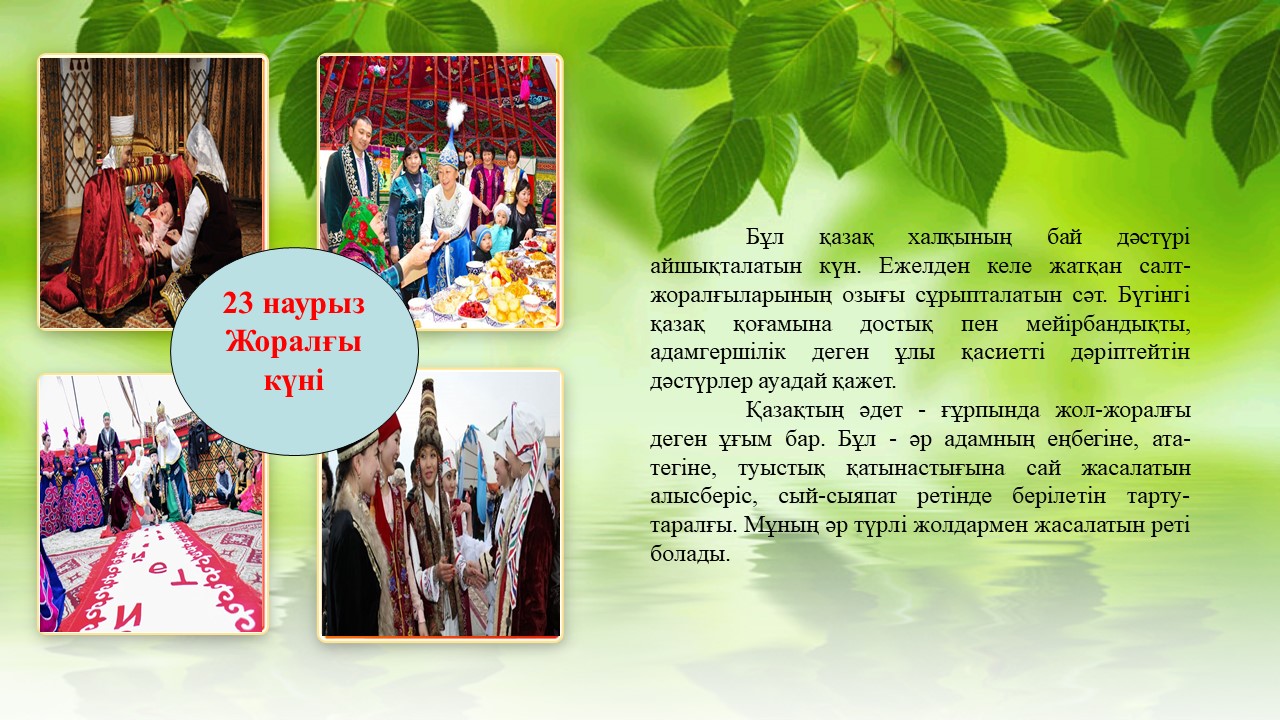 23 наурыз
Жоралғы
күні
Бұл қазақ халқының бай дәстүрі
айшықталатын күн. Ежелден келе жатқан салт-
жоралғыларының озығы сұрыпталатын сәт. Бүгінгі
қазақ қоғамына достық пен мейірбандықты,
адамгершілік деген ұлы қасиетті дәріптейтін
дәстүрлер ауадай қажет.
Қазақтың әдет - ғұрпында жол-жоралғы
деген ұғым бар. Бұл - әр адамның еңбегіне, ата-
тегіне, туыстық қатынастығына сай жасалатын
алысберіс, сый-сыяпат ретінде берілетін тарту-
таралғы. Мұның әр түрлі жолдармен жасалатын реті
болады.